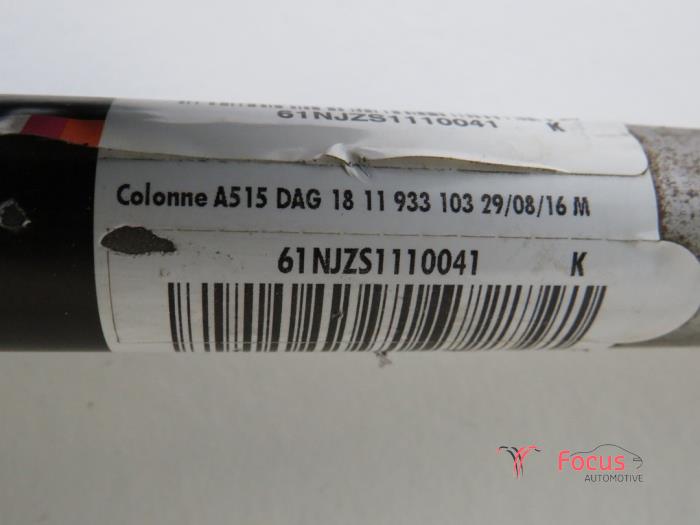 61NJZS1110041 K
Colonne A515 DAG 18 11 933 103 29/08/16 M
61NJZS1110041 K
Focus
AUTOMOTIVE